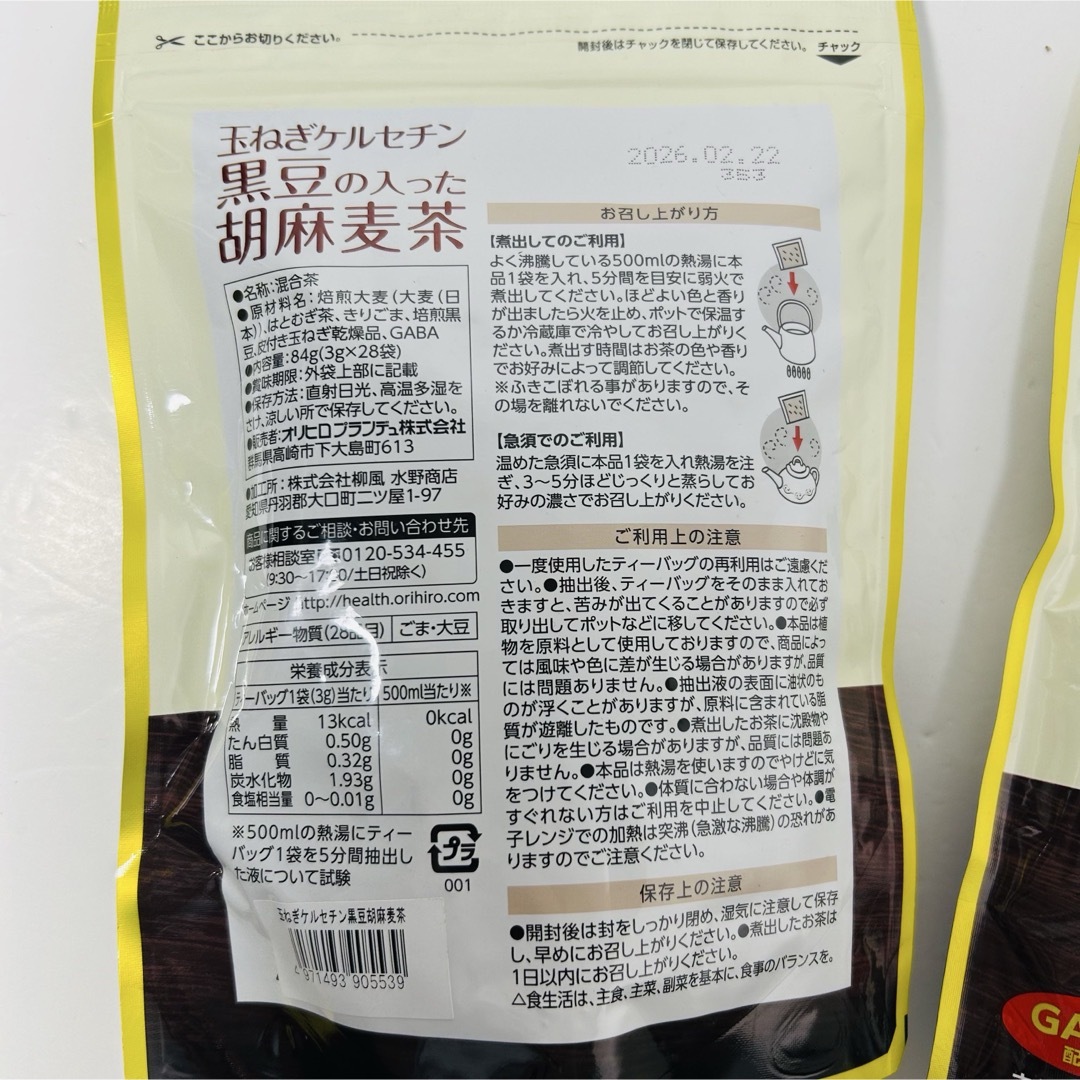 ここからお切りください。
開封後はチャックを閉じて保存してください。 チャック
玉ねぎケルセチン
黒豆の入った
胡麻麦茶
2026.02.22
353
●名称:混合茶
●原材料名:焙煎大麦(大麦(日
本))、はとむぎ茶、きりごま、焙煎黒
豆、皮付き玉ねぎ乾燥品、GABA
●内容量:84g(3g×28袋)
●賞味期限:外袋上部に記載
●保存方法:直射日光、高温多湿を
さけ、涼しい所で保存してください。
●販売者:オリヒロプランデュ株式会社
群馬県高崎市下大島町613
●加工所:株式会社柳風 水野商店
愛知県丹羽郡大口町二ツ屋1-97
商品に関するご相談・お問い合わせ先
お客様相談室 0120-534-455
(9:30〜17:30/土日祝除く)
ホームページ http://health.orihiro.com
アレルギー物質(28品目) ごま・大豆
栄養成分表示
ティーバッグ1袋(3g)当たり 500ml当たり※
熱量 13kcal 0kcal
たん白質 0.50g 0g
脂質 0.32g 0g
炭水化物 1.93g 0g
食塩相当量 0〜0.01g 0g
※500mlの熱湯にティー
バッグ1袋を5分間抽出し
た液について試験
プラ
001
玉ねぎケルセチン黒豆胡麻麦茶
4 971493 905539
お召し上がり方
【煮出してのご利用】
よく沸騰している500mlの熱湯に本
品1袋を入れ、5分間を目安に弱火で
煮出してください。ほどよい色と香り
が出ましたら火を止め、ポットで保温す
るか冷蔵庫で冷やしてお召し上がりく
ださい。煮出す時間はお茶の色や香り
でお好みによって調節してください。
※ふきこぼれる事がありますので、そ
の場を離れないでください。
【急須でのご利用】
温めた急須に本品1袋を入れ熱湯を注
ぎ、3〜5分ほどじっくりと蒸らしてお
好みの濃さでお召し上がりください。
ご利用上の注意
●一度使用したティーバッグの再利用はご遠慮くだ
さい。●抽出後、ティーバッグをそのまま入れてお
きますと、苦みが出てくることがありますので必ず
取り出してポットなどに移してください。●本品は植
物を原料として使用しておりますので、商品によっ
ては風味や色に差が生じる場合がありますが、品質
には問題ありません。●抽出液の表面に油状のも
のが浮くことがありますが、原料に含まれている脂
質が遊離したものです。●煮出したお茶に沈殿物や
にごりを生じる場合がありますが、品質には問題あ
りません。●本品は熱湯を使いますのでやけどに気
をつけてください。●体質に合わない場合や体調が
すぐれない方はご利用を中止してください。●電
子レンジでの加熱は突沸(急激な沸騰)の恐れがあ
りますのでご注意ください。
保存上の注意
●開封後は封をしっかり閉め、湿気に注意して保存
し、早めにお召し上がりください。●煮出したお茶は
1日以内にお召し上がりください。
△食生活は、主食、主菜、副菜を基本に、食事のバランスを。
GA
配